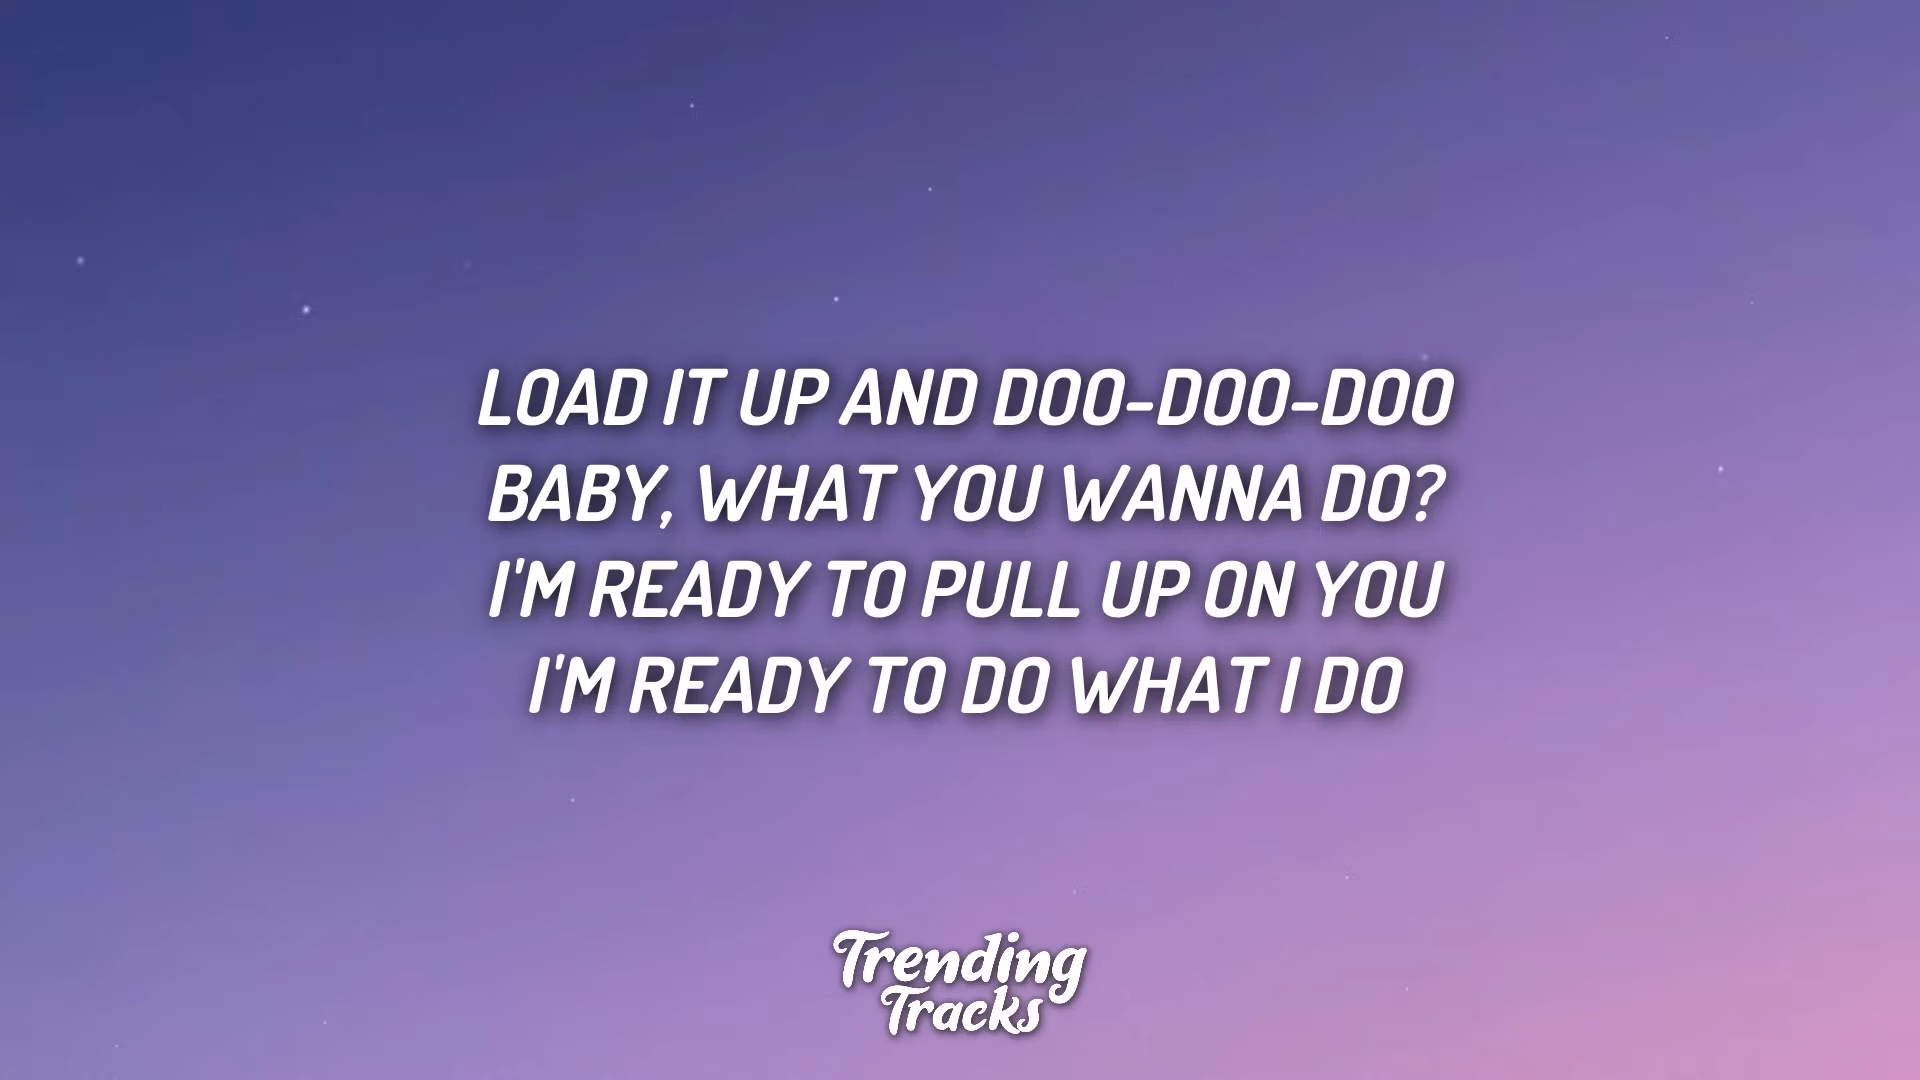 LOAD IT UP AND DOO-DOO-DOO
BABY, WHAT YOU WANNA DO?
I'M READY TO PULL UP ON YOU
I'M READY TO DO WHAT I DO
Trending
Tracks